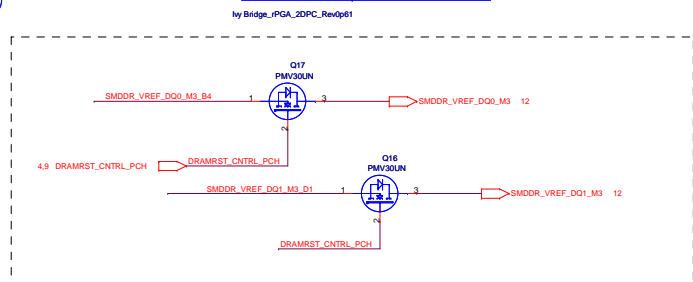 Ivy Bridge_rPGA_2DPC_Rev0p61
Q17
PMV30UN
SMDDR_VREF_DQ0_M3_B4
1
3
SMDDR_VREF_DQ0_M3 12
2
4,9 DRAMRST_CNTRL_PCH
DRAMRST_CNTRL_PCH
Q16
PMV30UN
SMDDR_VREF_DQ1_M3_D1
1
3
SMDDR_VREF_DQ1_M3 12
2
DRAMRST_CNTRL_PCH